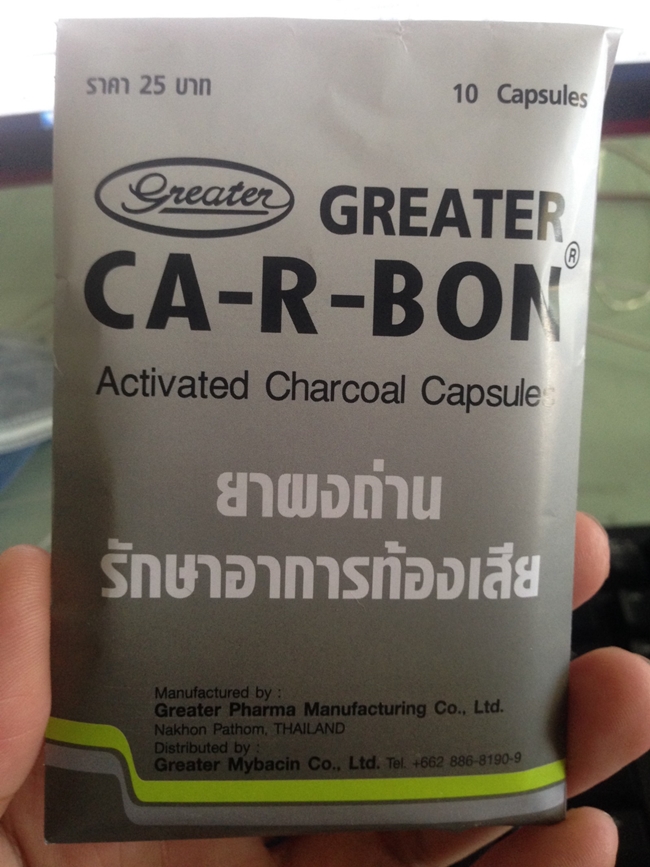 ราคา 25 บาท
10 Capsules
Greater
GREATER
CA-R-BON®
Activated Charcoal Capsules
ยาผงถ่าน
รักษาอาการท้องเสีย
Manufactured by :
Greater Pharma Manufacturing Co., Ltd.
Nakhon Pathom, THAILAND
Distributed by :
Greater Mybacin Co., Ltd. Tel. +662 886-8190-9